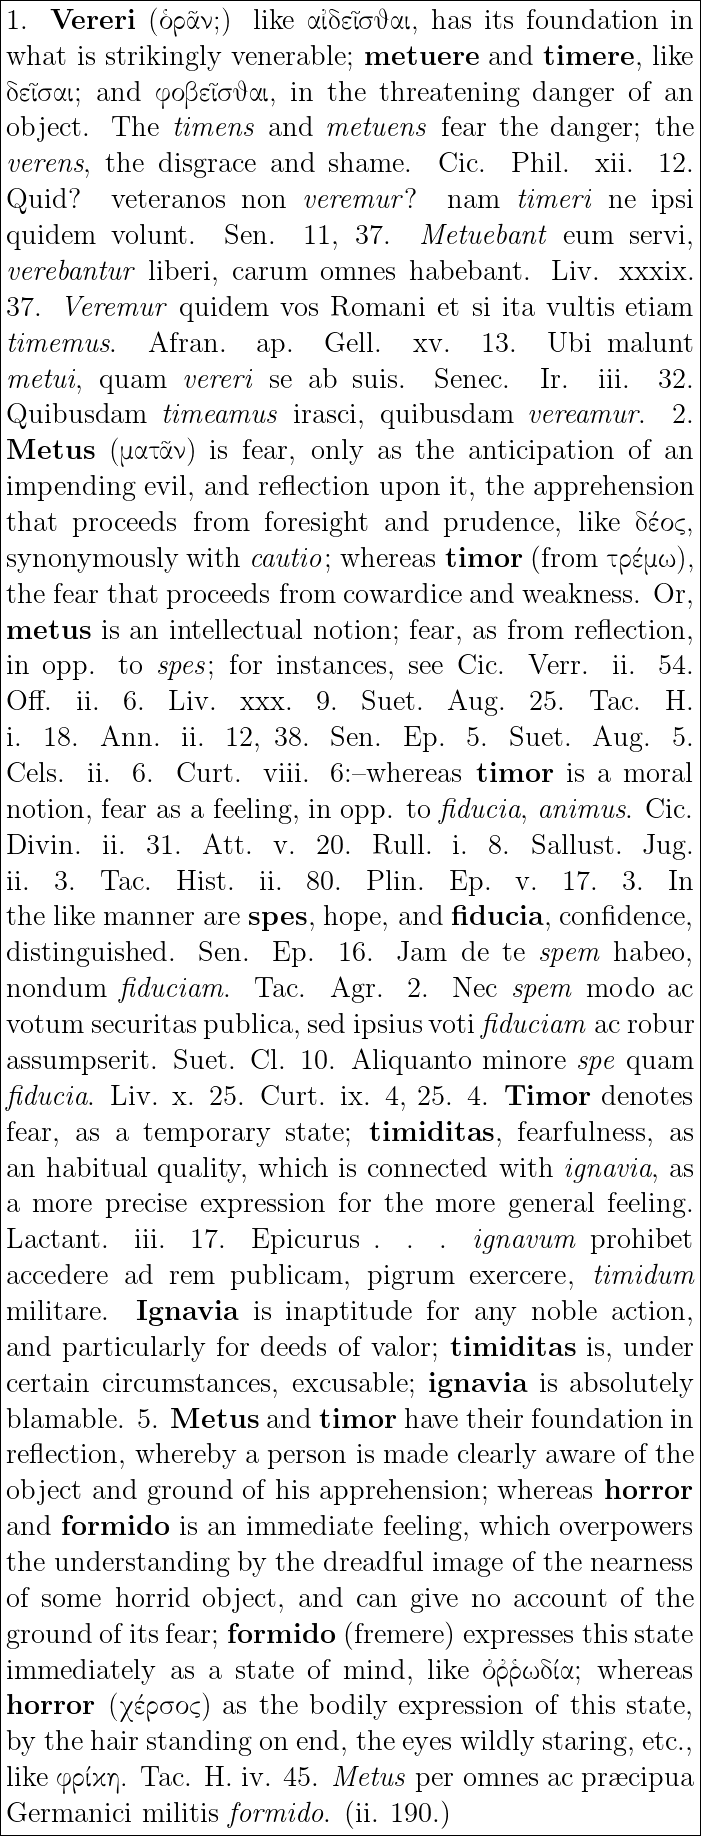 1. Vererι (ὁρᾶν;) like αἰδεῖσθαι, has its foundation in
what is strikingly venerable; metuere and timere, like
δεῖσαι; and φοβεῖσθαι, in the threatening danger of an
object. The timens and metuens fear the danger; the
verens, the disgrace and shame. Cic. Phil. xii. 12.
Quid? veteranos non veremur? nam timeri ne ipsi
quidem volunt. Sen. 11, 37. Metuebant eum servi,
verebantur liberi, carum omnes habebant. Liv. xxxix.
37. Veremur quidem vos Romani et si ita vultis etiam
timemus. Afran. ap. Gell. xv. 13. Ubi malunt
metui, quam vereri se ab suis. Senec. Ir. iii. 32.
Quibusdam timeamus irasci, quibusdam vereamur. 2.
Metus (ματᾶν) is fear, only as the anticipation of an
impending evil, and reflection upon it, the apprehension
that proceeds from foresight and prudence, like δέος,
synonymously with cautio; whereas timor (from τρέμω),
the fear that proceeds from cowardice and weakness. Or,
metus is an intellectual notion; fear, as from reflection,
in opp. to spes; for instances, see Cic. Verr. ii. 54.
Off. ii. 6. Liv. xxx. 9. Suet. Aug. 25. Tac. H.
i. 18. Ann. ii. 12, 38. Sen. Ep. 5. Suet. Aug. 5.
Cels. ii. 6. Curt. viii. 6:–whereas timor is a moral
notion, fear as a feeling, in opp. to fiducia, animus. Cic.
Divin. ii. 31. Att. v. 20. Rull. i. 8. Sallust. Jug.
ii. 3. Tac. Hist. ii. 80. Plin. Ep. v. 17. 3. In
the like manner are spes, hope, and fiducia, confidence,
distinguished. Sen. Ep. 16. Jam de te spem habeo,
nondum fiduciam. Tac. Agr. 2. Nec spem modo ac
votum securitas publica, sed ipsius voti fiduciam ac robur
assumpserit. Suet. Cl. 10. Aliquanto minore spe quam
fiducia. Liv. x. 25. Curt. ix. 4, 25. 4. Timor denotes
fear, as a temporary state; timiditas, fearfulness, as
an habitual quality, which is connected with ignavia, as
a more precise expression for the more general feeling.
Lactant. iii. 17. Epicurus . . . ignavum prohibet
accedere ad rem publicam, pigrum exercere, timidum
militare. Ignavia is inaptitude for any noble action,
and particularly for deeds of valor; timiditas is, under
certain circumstances, excusable; ignavia is absolutely
blamable. 5. Metus and timor have their foundation in
reflection, whereby a person is made clearly aware of the
object and ground of his apprehension; whereas horror
and formido is an immediate feeling, which overpowers
the understanding by the dreadful image of the nearness
of some horrid object, and can give no account of the
ground of its fear; formido (fremere) expresses this state
immediately as a state of mind, like ὀῤῥωδία; whereas
horror (χέρσος) as the bodily expression of this state,
by the hair standing on end, the eyes wildly staring, etc.,
like φρίκη. Tac. H. iv. 45. Metus per omnes ac præcipua
Germanici militis formido. (ii. 190.)